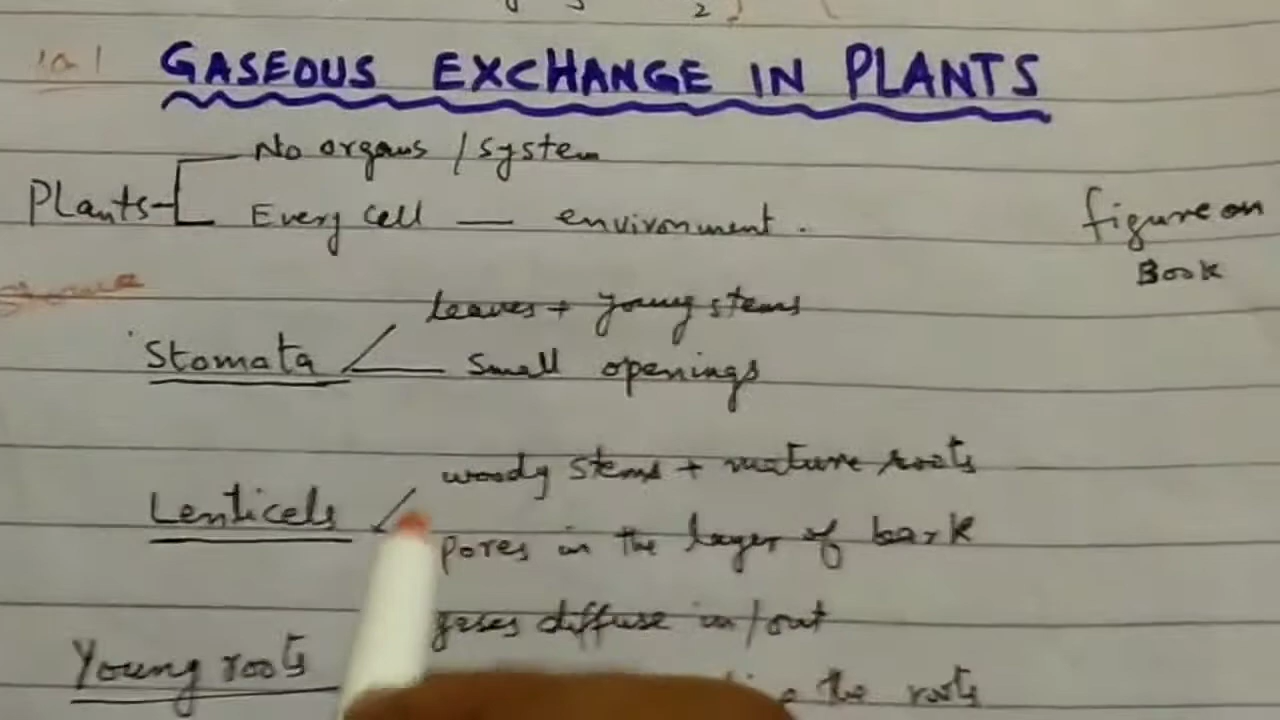 GASEOUS EXCHANGE IN PLANTS
No organs / system
Plants
Every cell — environment.
figure on
Book
leaves + young stems
Stomata
Small openings
woody stems + mature roots
Lenticels
pores in the layer of bark
gases diffuse in/out
Young roots
the roots